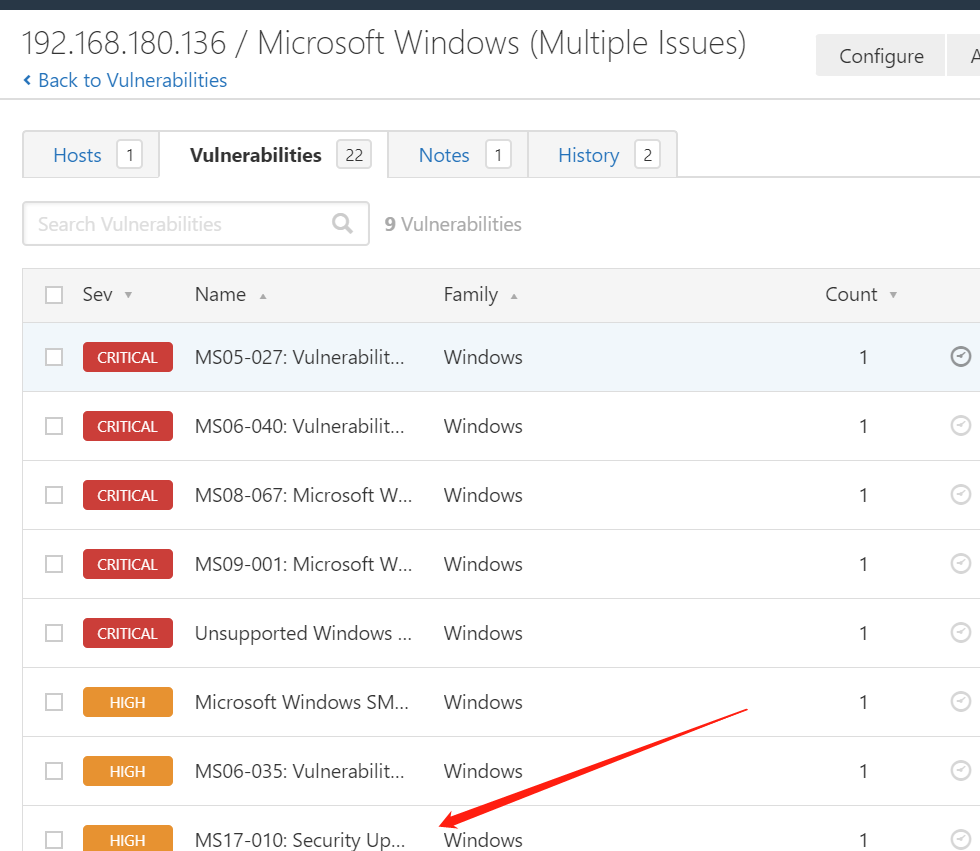 192.168.180.136 / Microsoft Windows (Multiple Issues)
Configure
A
Back to Vulnerabilities
Hosts 1 Vulnerabilities 22 Notes 1 History 2
Search Vulnerabilities 9 Vulnerabilities
Sev Name Family Count
CRITICAL MS05-027: Vulnerabilit... Windows 1
CRITICAL MS06-040: Vulnerabilit... Windows 1
CRITICAL MS08-067: Microsoft W... Windows 1
CRITICAL MS09-001: Microsoft W... Windows 1
CRITICAL Unsupported Windows ... Windows 1
HIGH Microsoft Windows SM... Windows 1
HIGH MS06-035: Vulnerabilit... Windows 1
HIGH MS17-010: Security Up... Windows 1